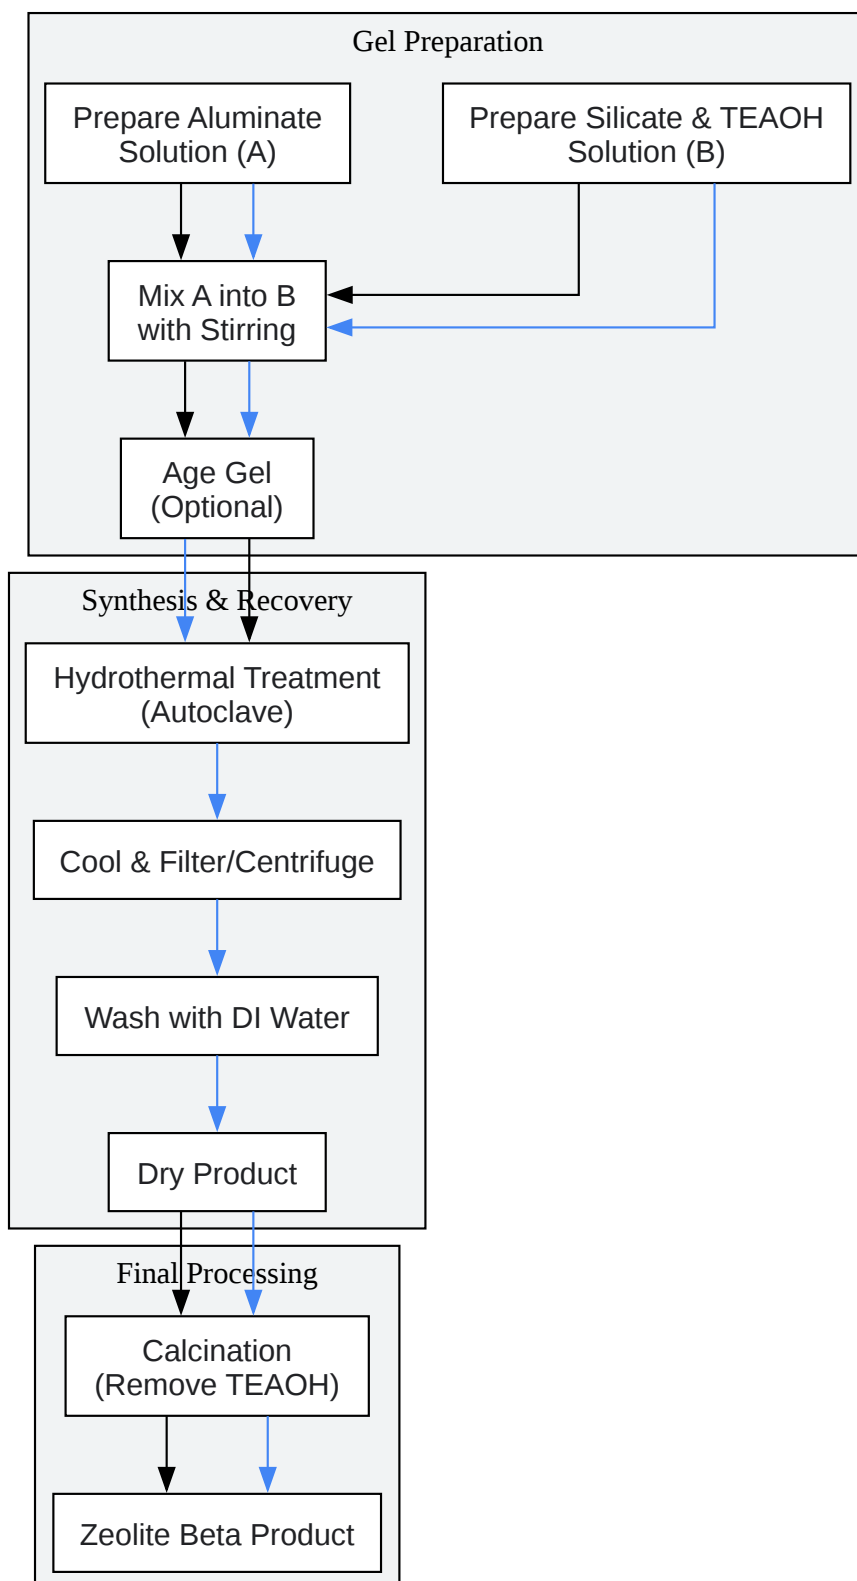 Gel Preparation
Prepare Aluminate
Solution (A)
Prepare Silicate & TEAOH
Solution (B)
Mix A into B
with Stirring
Age Gel
(Optional)
Synthesis & Recovery
Hydrothermal Treatment
(Autoclave)
Cool & Filter/Centrifuge
Wash with DI Water
Dry Product
Final Processing
Calcination
(Remove TEAOH)
Zeolite Beta Product